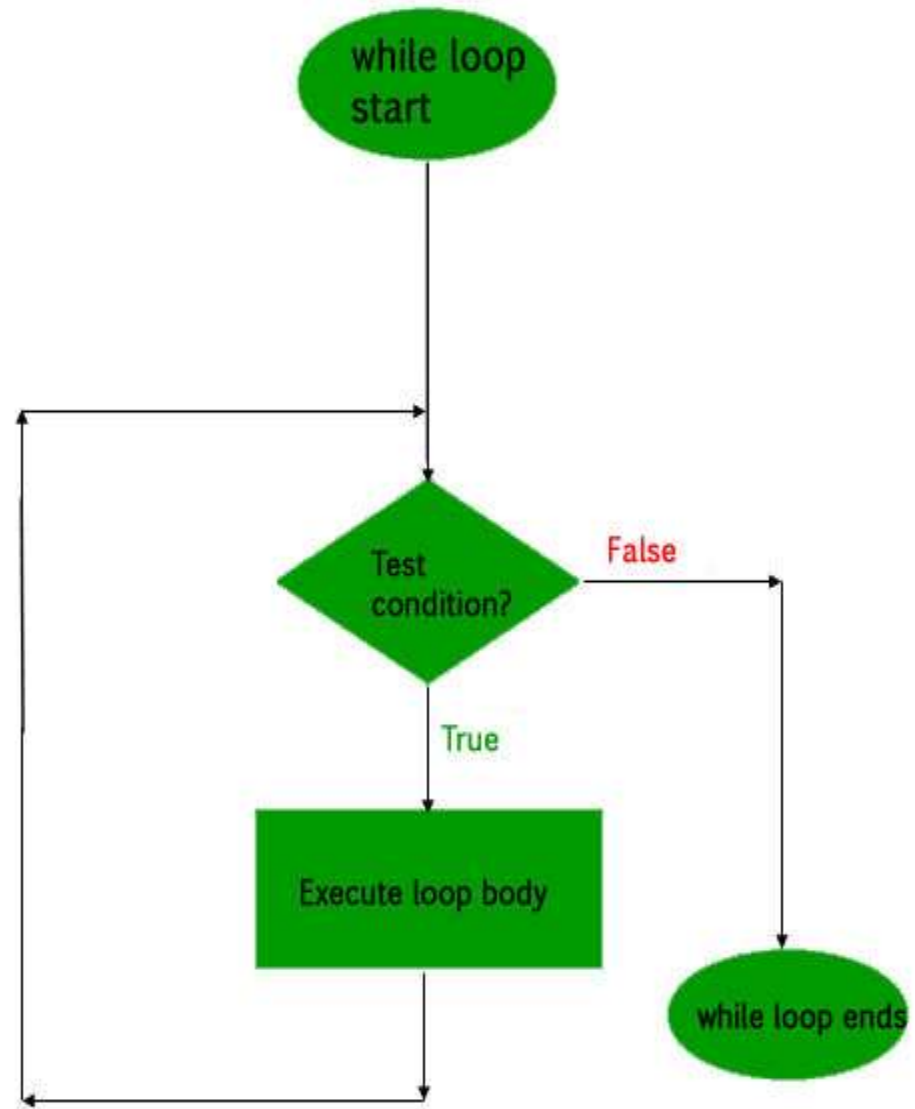 while loop
start
Test
condition?
False
True
Execute loop body
while loop ends